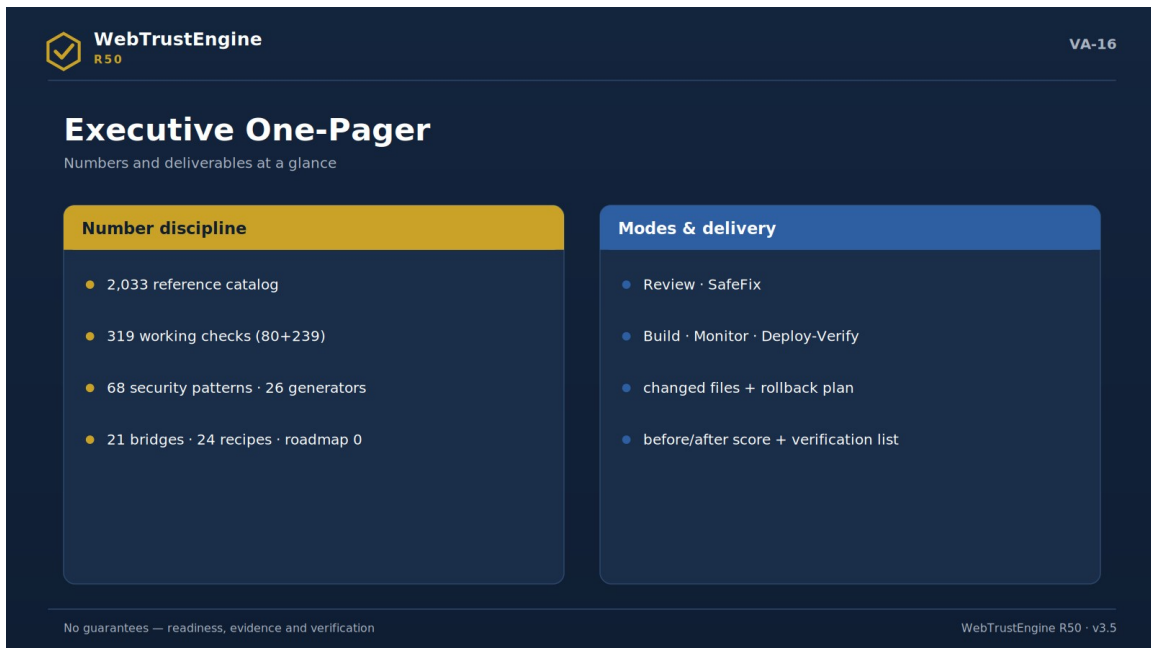 WebTrustEngine
R50
VA-16
Executive One-Pager
Numbers and deliverables at a glance
Number discipline
2,033 reference catalog
319 working checks (80+239)
68 security patterns · 26 generators
21 bridges · 24 recipes · roadmap 0
Modes & delivery
Review · SafeFix
Build · Monitor · Deploy-Verify
changed files + rollback plan
before/after score + verification list
No guarantees — readiness, evidence and verification
WebTrustEngine R50 · v3.5